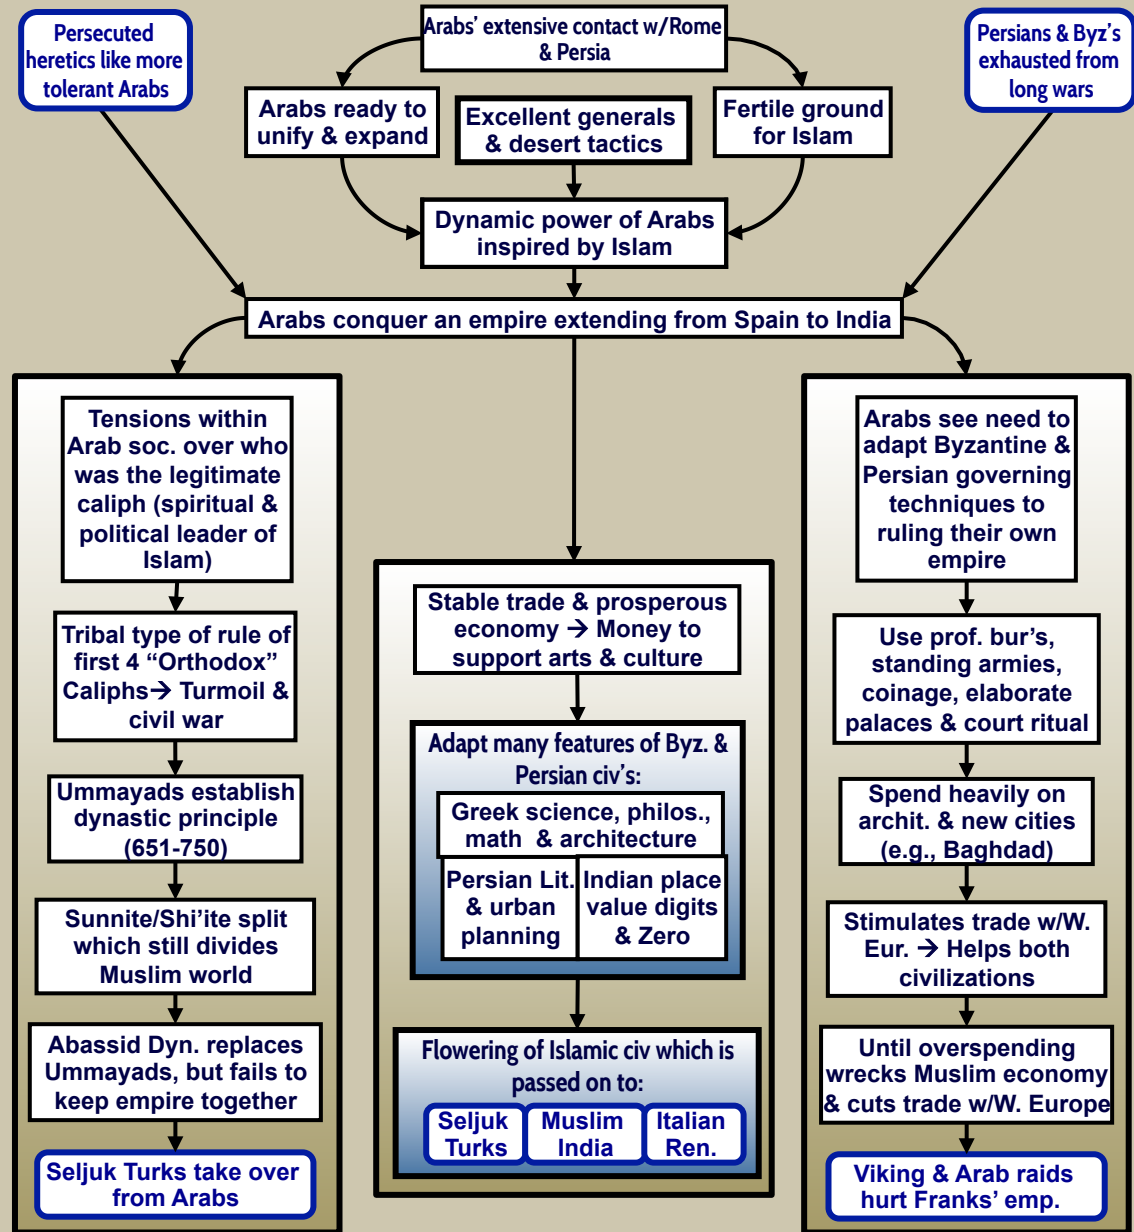 Persecuted
heretics like more
tolerant Arabs
Arabs' extensive contact w/Rome
& Persia
Persians & Byz's
exhausted from
long wars
Arabs ready to
unify & expand
Excellent generals
& desert tactics
Fertile ground
for Islam
Dynamic power of Arabs
inspired by Islam
Arabs conquer an empire extending from Spain to India
Tensions within
Arab soc. over who
was the legitimate
caliph (spiritual &
political leader of
Islam)
Tribal type of rule of
first 4 “Orthodox”
Caliphs→ Turmoil &
civil war
Ummayads establish
dynastic principle
(651-750)
Sunnite/Shi’ite split
which still divides
Muslim world
Abassid Dyn. replaces
Ummayads, but fails to
keep empire together
Seljuk Turks take over
from Arabs
Stable trade & prosperous
economy → Money to
support arts & culture
Adapt many features of Byz. &
Persian civ's:
Greek science, philos.,
math & architecture
Persian Lit.
& urban
planning
Indian place
value digits
& Zero
Flowering of Islamic civ which is
passed on to:
Seljuk
Turks
Muslim
India
Italian
Ren.
Arabs see need to
adapt Byzantine &
Persian governing
techniques to
ruling their own
empire
Use prof. bur’s,
standing armies,
coinage, elaborate
palaces & court ritual
Spend heavily on
archit. & new cities
(e.g., Baghdad)
Stimulates trade w/W.
Eur. → Helps both
civilizations
Until overspending
wrecks Muslim economy
& cuts trade w/W. Europe
Viking & Arab raids
hurt Franks’ emp.